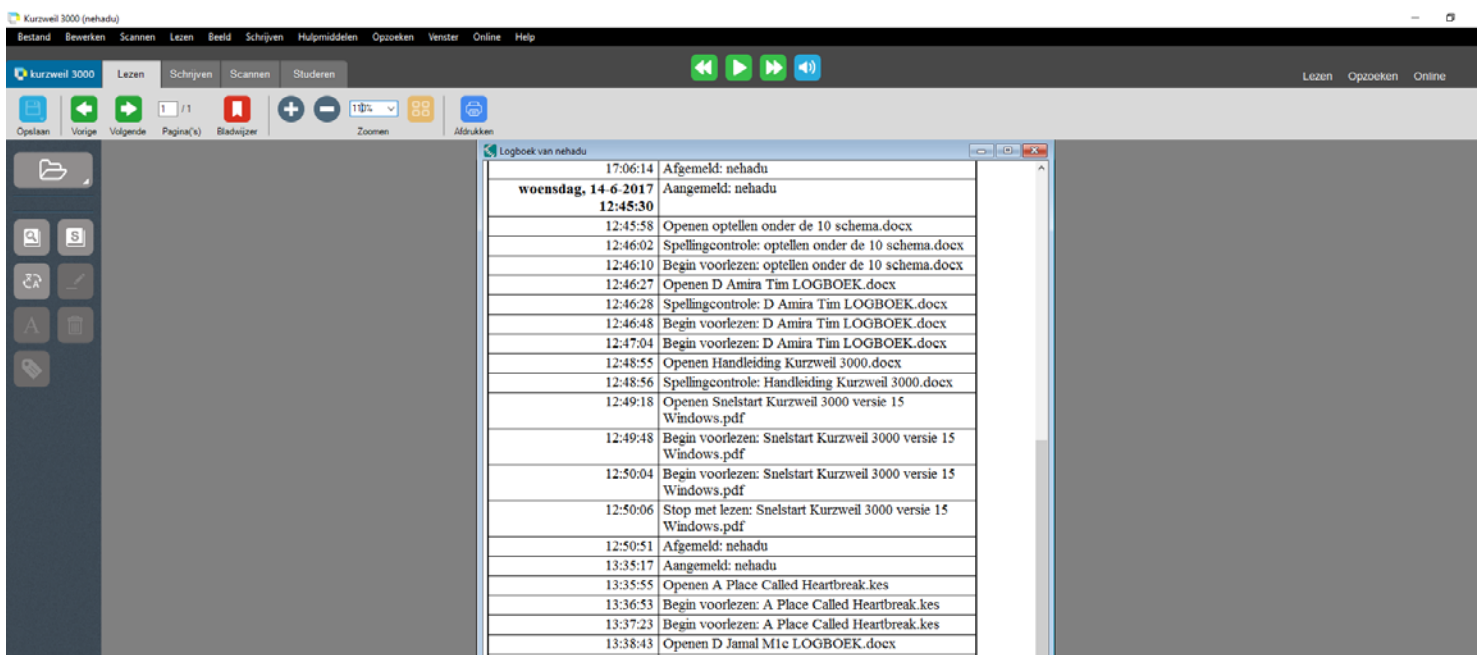 Kurzweil 3000 (nehadu)
Bestand Bewerken Scannen Lezen Beeld Schrijven Hulpmiddelen Opzoeken Venster Online Help
kurzweil 3000 Lezen Schrijven Scannen Studeren
Lezen Opzoeken Online
1 / 1 110%
Opslaan Vorige Volgende Pagina('s) Bladwijzer Zoomen Afdrukken
Logboek van nehadu
17:06:14 Afgemeld: nehadu
woensdag, 14-6-2017 Aangemeld: nehadu
12:45:30
12:45:58 Openen optellen onder de 10 schema.docx
12:46:02 Spellingcontrole: optellen onder de 10 schema.docx
12:46:10 Begin voorlezen: optellen onder de 10 schema.docx
12:46:27 Openen D Amira Tim LOGBOEK.docx
12:46:28 Spellingcontrole: D Amira Tim LOGBOEK.docx
12:46:48 Begin voorlezen: D Amira Tim LOGBOEK.docx
12:47:04 Begin voorlezen: D Amira Tim LOGBOEK.docx
12:48:55 Openen Handleiding Kurzweil 3000.docx
12:48:56 Spellingcontrole: Handleiding Kurzweil 3000.docx
12:49:18 Openen Snelstart Kurzweil 3000 versie 15
Windows.pdf
12:49:48 Begin voorlezen: Snelstart Kurzweil 3000 versie 15
Windows.pdf
12:50:04 Begin voorlezen: Snelstart Kurzweil 3000 versie 15
Windows.pdf
12:50:06 Stop met lezen: Snelstart Kurzweil 3000 versie 15
Windows.pdf
12:50:51 Afgemeld: nehadu
13:35:17 Aangemeld: nehadu
13:35:55 Openen A Place Called Heartbreak.kes
13:36:53 Begin voorlezen: A Place Called Heartbreak.kes
13:37:23 Begin voorlezen: A Place Called Heartbreak.kes
13:38:43 Openen D Jamal M1c LOGBOEK.docx